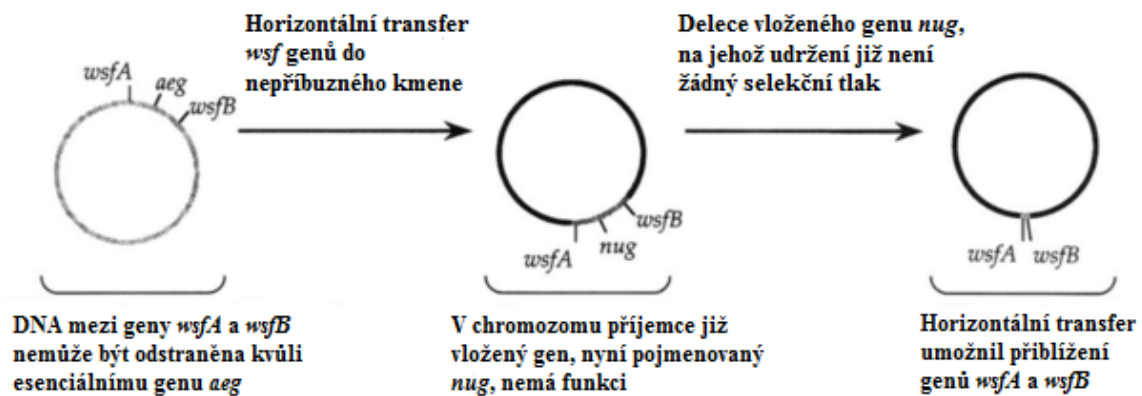 Horizontální transfer
wsf genů do
nepříbuzného kmene
Delece vloženého genu nug,
na jehož udržení již není
žádný selekční tlak
wsfA
aeg
wsfB
wsfA
nug
wsfB
wsfA wsfB
DNA mezi geny wsfA a wsfB
nemůže být odstraněna kvůli
esenciálnímu genu aeg
V chromozomu příjemce již
vložený gen, nyní pojmenovaný
nug, nemá funkci
Horizontální transfer
umožnil přiblížení
genů wsfA a wsfB